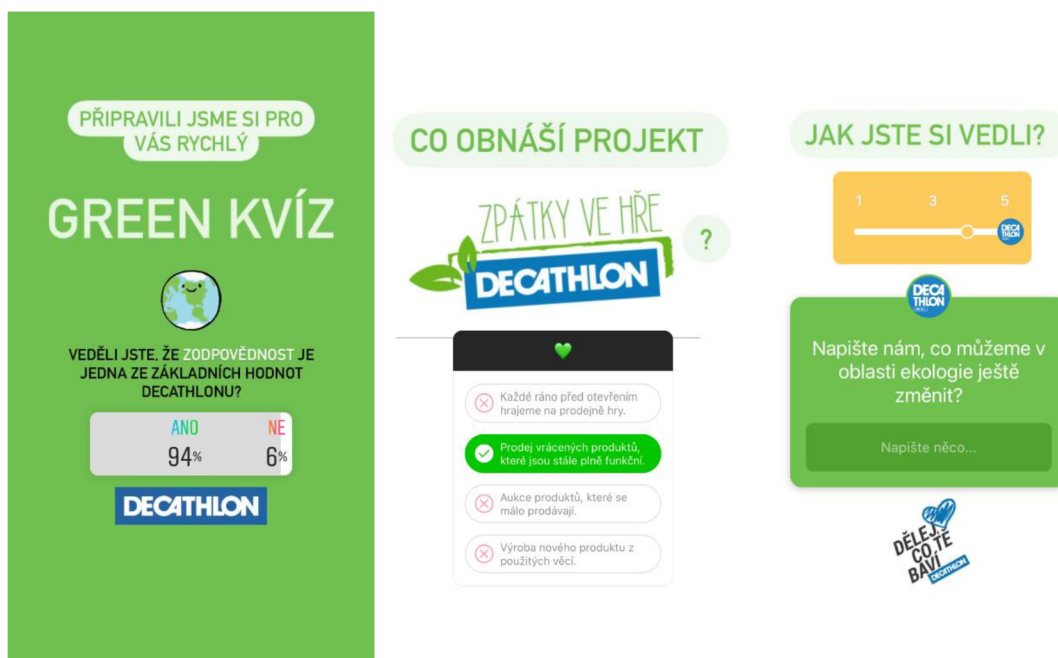 PŘIPRAVILI JSME SI PRO
VÁS RYCHLÝ
GREEN KVÍZ
VEDĚLI JSTE, ŽE ZODPOVĚDNOST JE
JEDNA ZE ZÁKLADNÍCH HODNOT
DECATHLONU?
ANO NE
94% 6%
DECATHLON
CO OBNÁŠÍ PROJEKT
ZPÁTKY VE HŘE
DECATHLON
?
Každé ráno před otevřením
hrajeme na prodejně hry.
Prodej vrácených produktů,
které jsou stále plně funkční.
Aukce produktů, které se
málo prodávají.
Výroba nového produktu z
použitých věcí.
JAK JSTE SI VEDLI?
1 3 5
DECA
THLON
DECA
THLON
Napište nám, co můžeme v
oblasti ekologie ještě
změnit?
Napište něco...
DĚLEJ,
CO TĚ
BAVÍ
DECATHLON